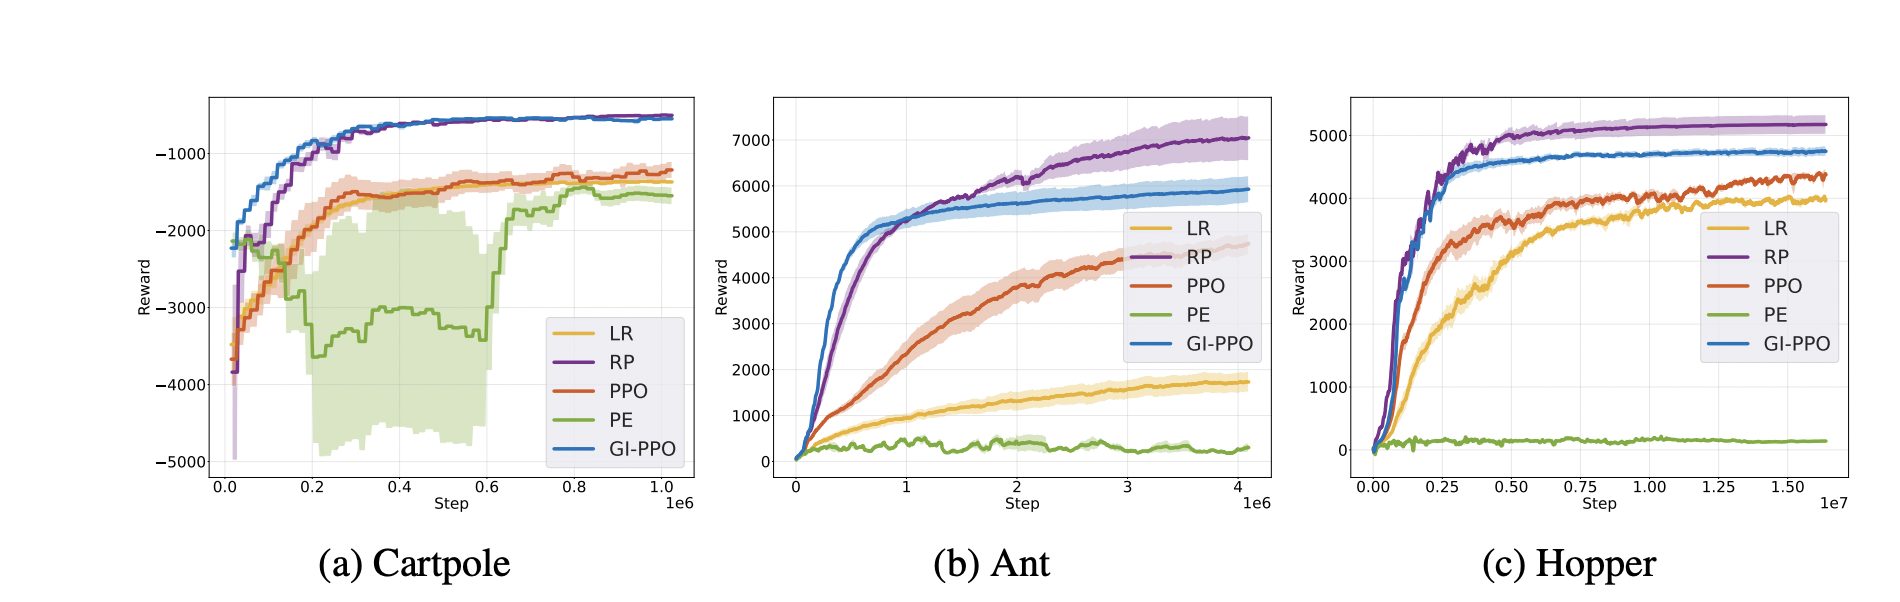 Reward
−1000
−2000
−3000
−4000
−5000
0.0 0.2 0.4 0.6 0.8 1.0
Step
1e6
LR
RP
PPO
PE
GI-PPO
(a) Cartpole
Reward
7000
6000
5000
4000
3000
2000
1000
0
0 1 2 3 4
Step
1e6
LR
RP
PPO
PE
GI-PPO
(b) Ant
Reward
5000
4000
3000
2000
1000
0
0.00 0.25 0.50 0.75 1.00 1.25 1.50
Step
1e7
LR
RP
PPO
PE
GI-PPO
(c) Hopper